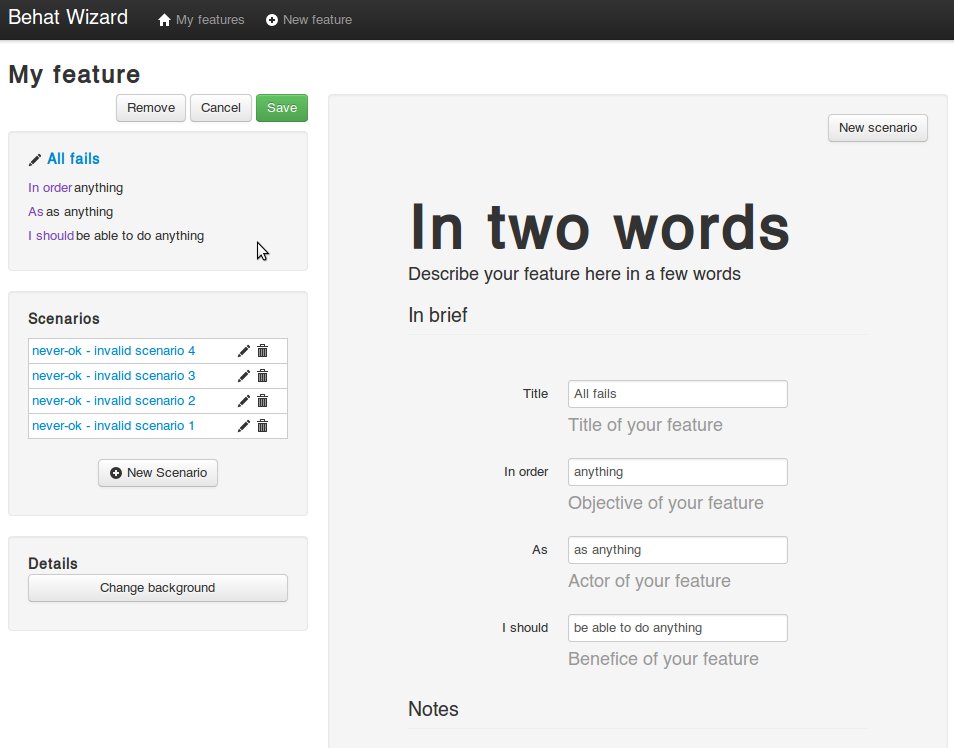 Behat Wizard My features New feature
My feature
Remove Cancel Save
All fails
In order anything
As as anything
I should be able to do anything
Scenarios
never-ok - invalid scenario 4
never-ok - invalid scenario 3
never-ok - invalid scenario 2
never-ok - invalid scenario 1
New Scenario
Details
Change background
New scenario
In two words
Describe your feature here in a few words
In brief
Title All fails
Title of your feature
In order anything
Objective of your feature
As as anything
Actor of your feature
I should be able to do anything
Benefice of your feature
Notes